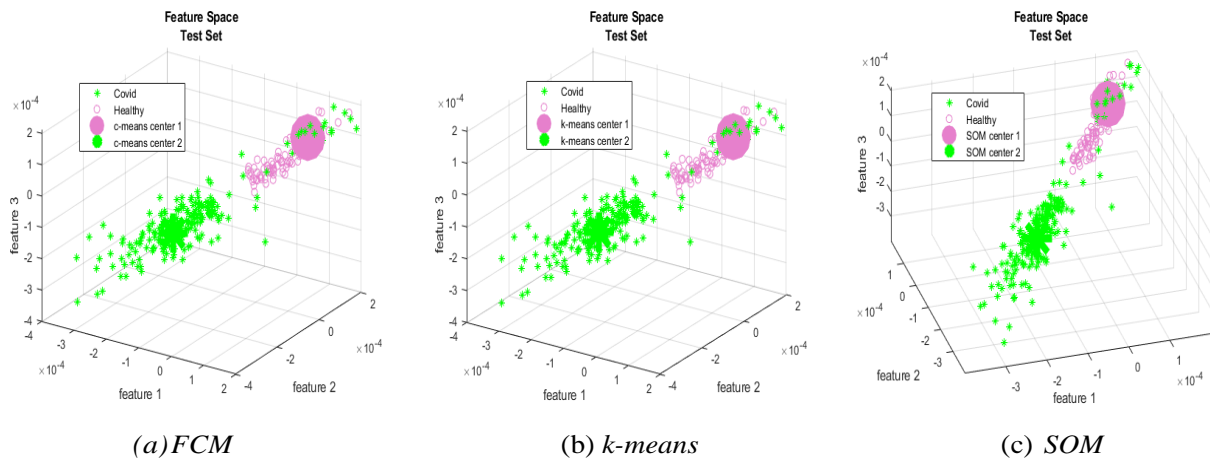 Feature Space
Test Set
×10⁻⁴
Covid
Healthy
c-means center 1
c-means center 2
2
1
0
-1
-2
-3
-4
feature 3
-4
-3
-2
-1
0
1
2
×10⁻⁴
feature 1
-4
-2
0
2
×10⁻⁴
feature 2
(a) FCM
Feature Space
Test Set
×10⁻⁴
Covid
Healthy
k-means center 1
k-means center 2
2
1
0
-1
-2
-3
-4
feature 3
-4
-3
-2
-1
0
1
2
×10⁻⁴
feature 1
-4
-2
0
2
×10⁻⁴
feature 2
(b) k-means
Feature Space
Test Set
×10⁻⁴
Covid
Healthy
SOM center 1
SOM center 2
2
1
0
-1
-2
-3
feature 3
1
0
-1
-2
-3
×10⁻⁴
feature 2
-3
-2
-1
0
1
×10⁻⁴
feature 1
(c) SOM